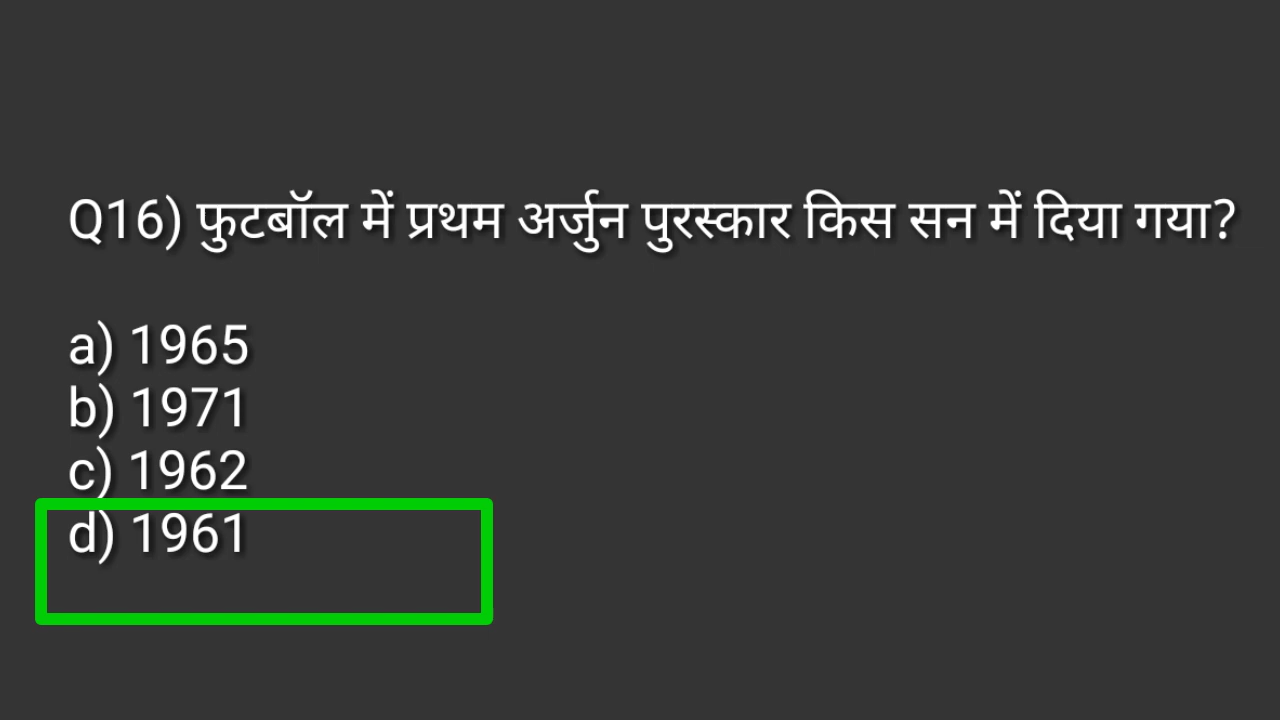 Q16) फुटबॉल में प्रथम अर्जुन पुरस्कार किस सन में दिया गया?
a) 1965
b) 1971
c) 1962
d) 1961